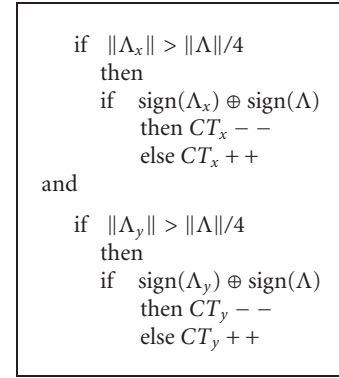 if ‖Λx‖ > ‖Λ‖/4
then
if sign(Λx) ⊕ sign(Λ)
then CTx − −
else CTx + +
and
if ‖Λy‖ > ‖Λ‖/4
then
if sign(Λy) ⊕ sign(Λ)
then CTy − −
else CTy + +